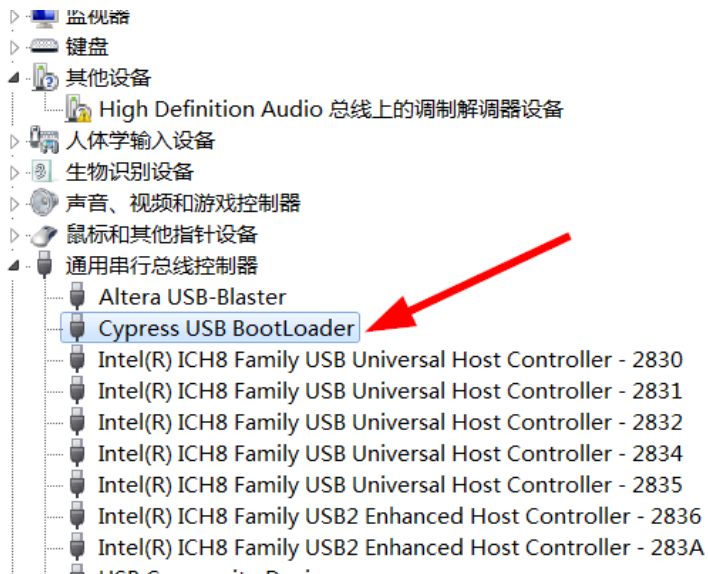 监视器
键盘
其他设备
High Definition Audio 总线上的调制解调器设备
人体学输入设备
生物识别设备
声音、视频和游戏控制器
鼠标和其他指针设备
通用串行总线控制器
Altera USB-Blaster
Cypress USB BootLoader
Intel(R) ICH8 Family USB Universal Host Controller - 2830
Intel(R) ICH8 Family USB Universal Host Controller - 2831
Intel(R) ICH8 Family USB Universal Host Controller - 2832
Intel(R) ICH8 Family USB Universal Host Controller - 2834
Intel(R) ICH8 Family USB Universal Host Controller - 2835
Intel(R) ICH8 Family USB2 Enhanced Host Controller - 2836
Intel(R) ICH8 Family USB2 Enhanced Host Controller - 283A